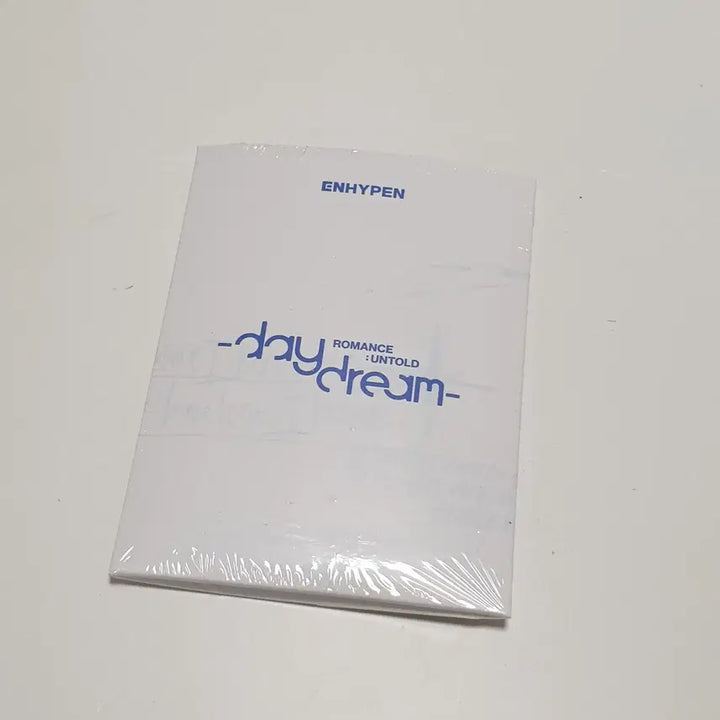 ENHYPEN
-day
ROMANCE
:UNTOLD
dream-